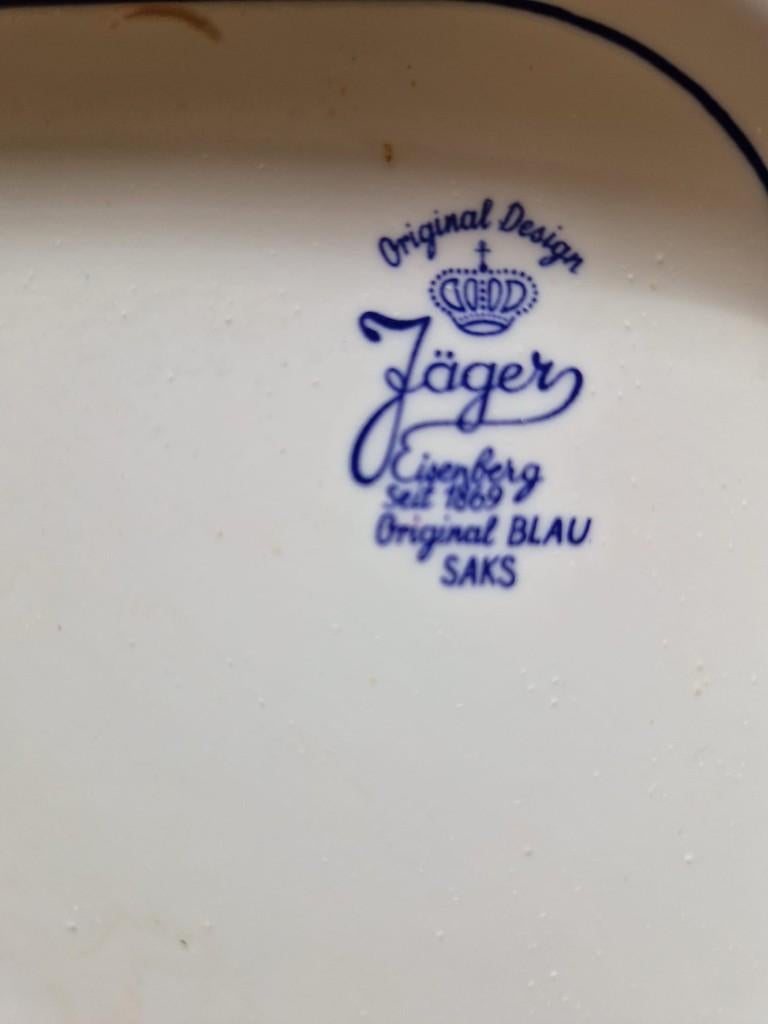 Original Design
Jäger
Eisenberg
Seit 1869
Original BLAU
SAKS